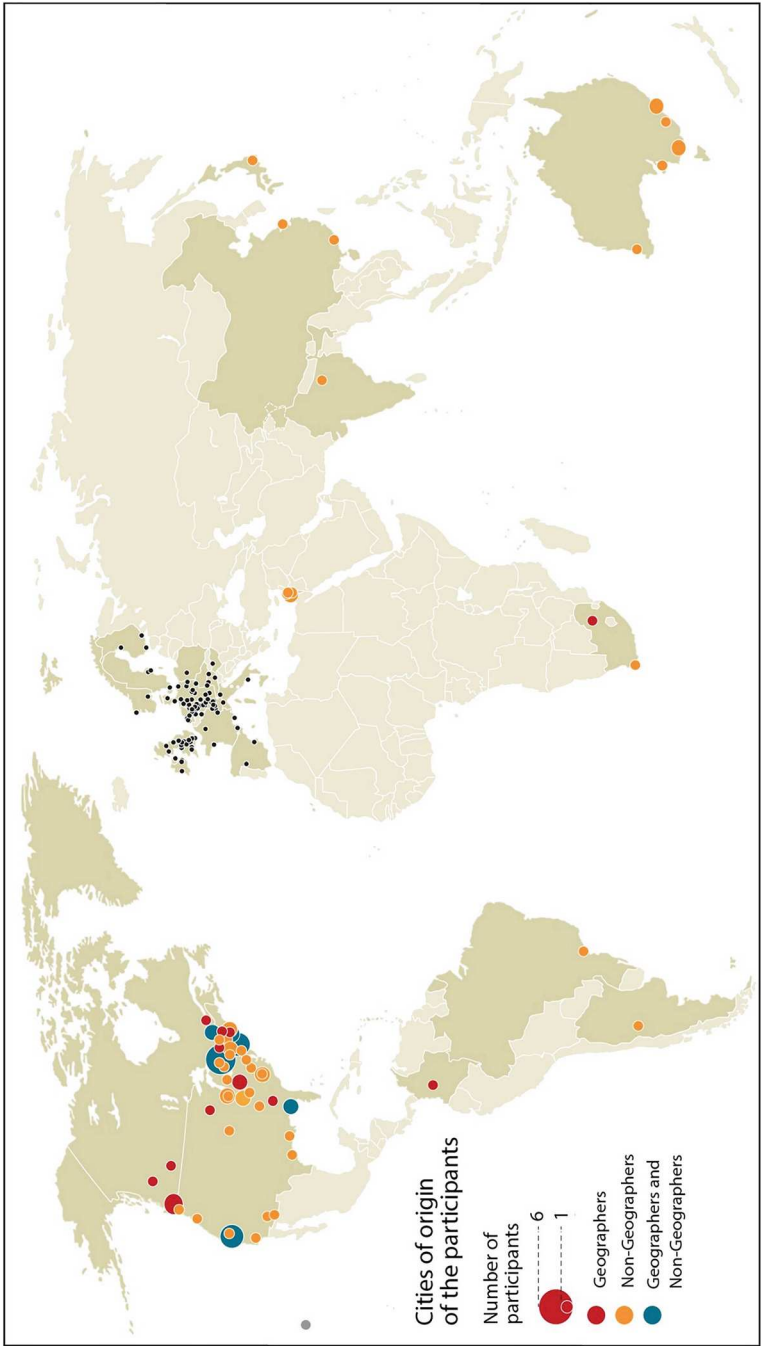 Cities of origin
of the participants
Number of
participants
6
1
Geographers
Non-Geographers
Geographers and
Non-Geographers